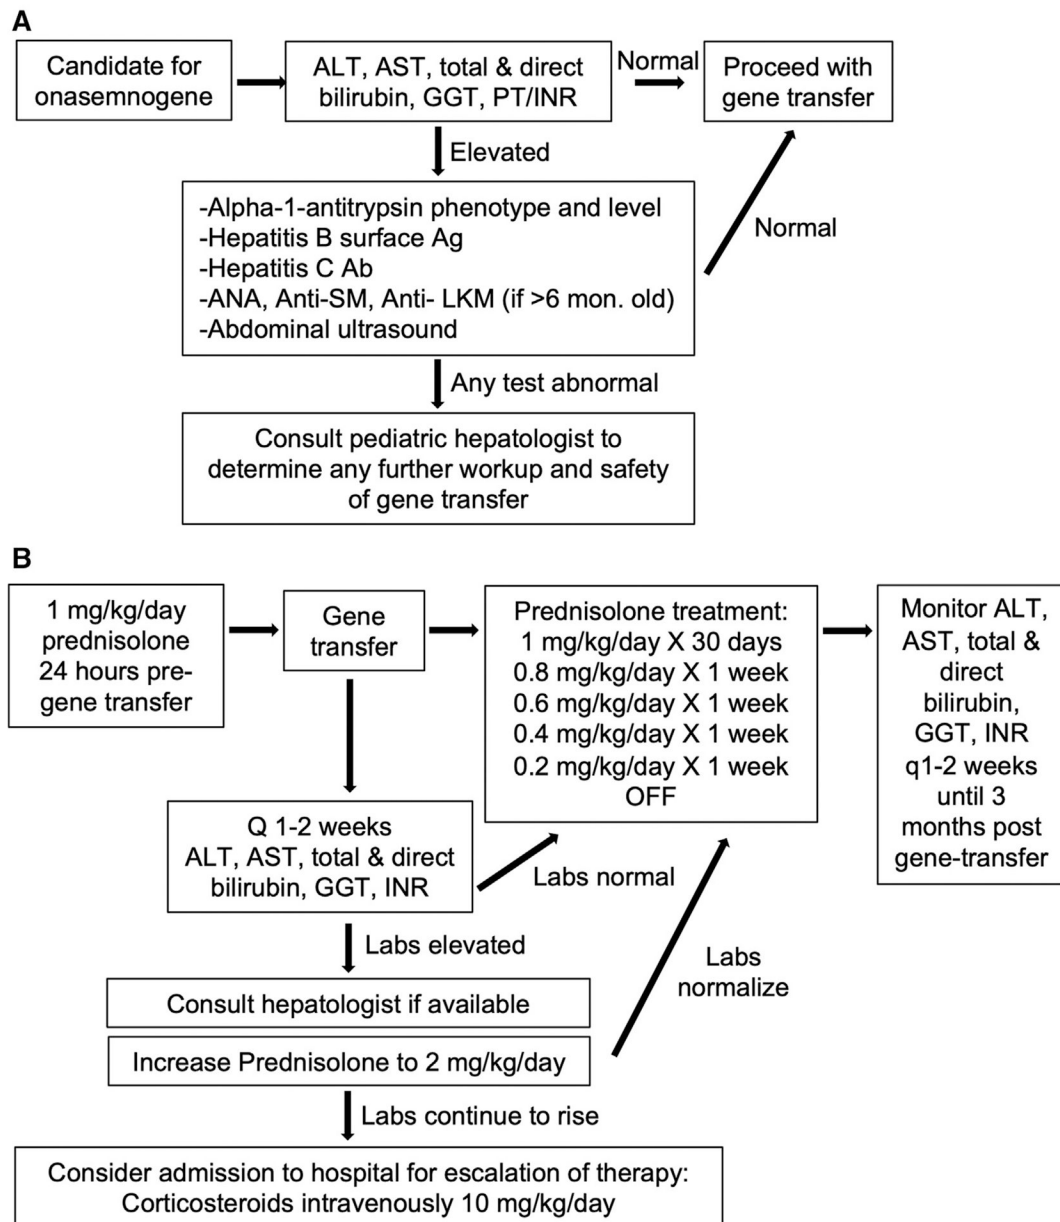 A
Candidate for
onasemnogene
ALT, AST, total & direct
bilirubin, GGT, PT/INR
Normal
Proceed with
gene transfer
Elevated
-Alpha-1-antitrypsin phenotype and level
-Hepatitis B surface Ag
-Hepatitis C Ab
-ANA, Anti-SM, Anti- LKM (if >6 mon. old)
-Abdominal ultrasound
Normal
Any test abnormal
Consult pediatric hepatologist to
determine any further workup and safety
of gene transfer
B
1 mg/kg/day
prednisolone
24 hours pre-
gene transfer
Gene
transfer
Prednisolone treatment:
1 mg/kg/day X 30 days
0.8 mg/kg/day X 1 week
0.6 mg/kg/day X 1 week
0.4 mg/kg/day X 1 week
0.2 mg/kg/day X 1 week
OFF
Monitor ALT,
AST, total &
direct
bilirubin,
GGT, INR
q1-2 weeks
until 3
months post
gene-transfer
Q 1-2 weeks
ALT, AST, total & direct
bilirubin, GGT, INR
Labs normal
Labs elevated
Labs
normalize
Consult hepatologist if available
Increase Prednisolone to 2 mg/kg/day
Labs continue to rise
Consider admission to hospital for escalation of therapy:
Corticosteroids intravenously 10 mg/kg/day